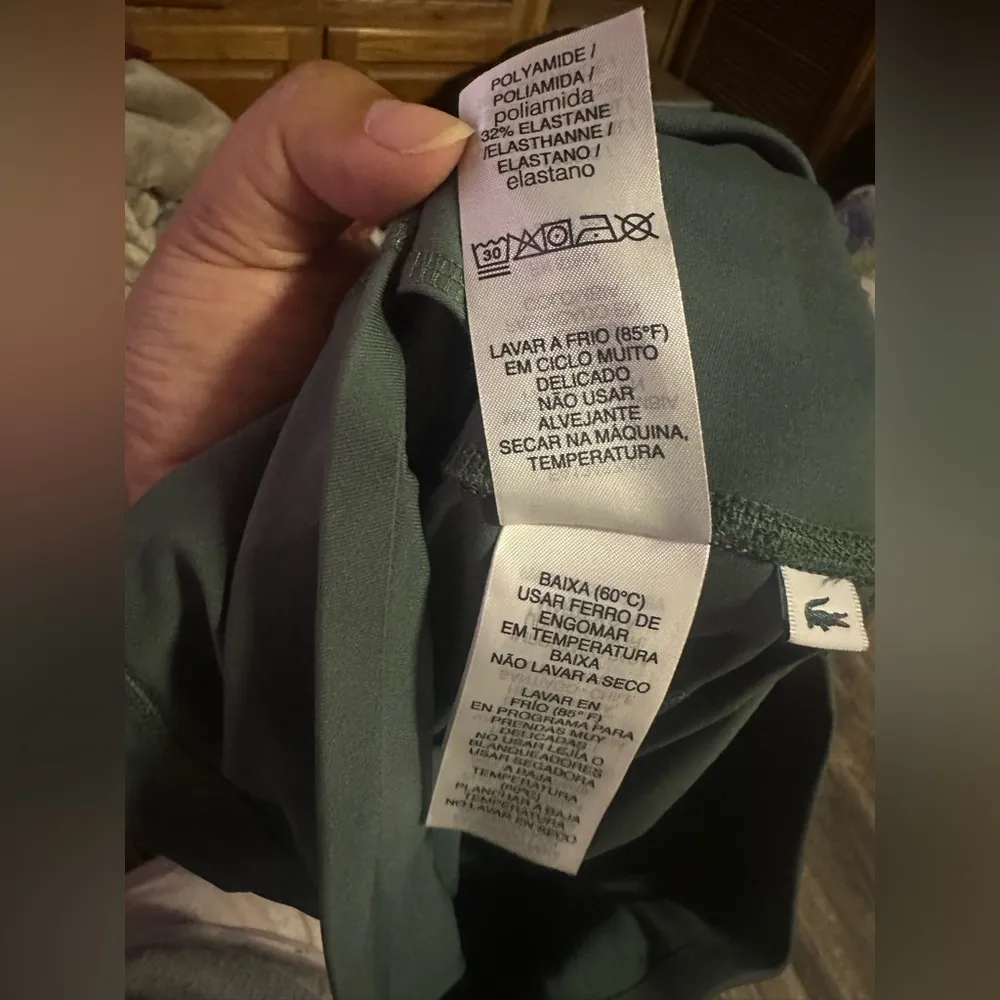 POLYAMIDE /
POLIAMIDA /
poliamida
32% ELASTANE
/ELASTHANNE /
ELASTANO /
elastano
30
LAVAR A FRIO (85°F)
EM CICLO MUITO
DELICADO
NÃO USAR
ALVEJANTE
SECAR NA MÁQUINA,
TEMPERATURA
BAIXA (60°C)
USAR FERRO DE
ENGOMAR
EM TEMPERATURA
BAIXA
NÃO LAVAR A SECO
LAVAR EN
FRÍO (85° F)
EN PROGRAMA PARA
PRENDAS MUY
DELICADAS
NO USAR LEJÍA O
BLANQUEADORES
USAR SEGADORA
A BAJA
TEMPERATURA
(60°C)
PLANCHAR A BAJA
TEMPERATURA
NO LAVAR EN SECO